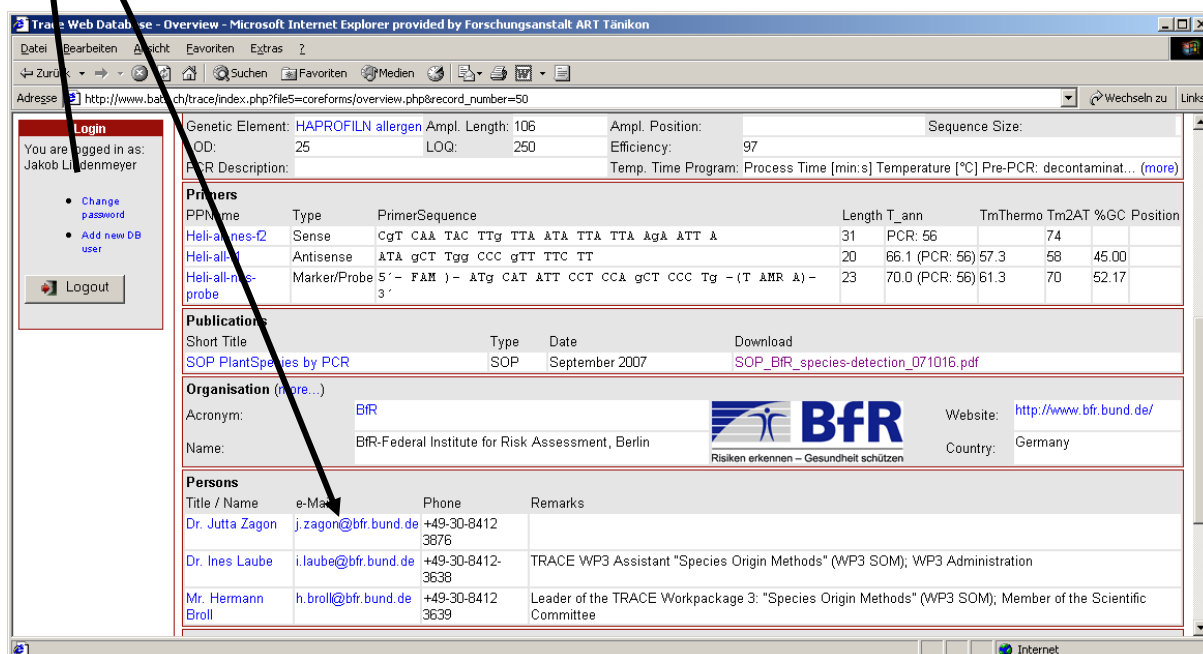 Trace Web Database - Overview - Microsoft Internet Explorer provided by Forschungsanstalt ART Tänikon
Datei Bearbeiten Ansicht Favoriten Extras ?
Zurück Suchen Favoriten Medien
Adresse http://www.bats.ch/trace/index.php?file5=coreforms/overview.php&record_number=50 Wechseln zu Links
Login
You are logged in as:
Jakob Lindenmeyer
Change
password
Add new DB
user
Logout
Genetic Element: HAPROFILN allergen Ampl. Length: 106 Ampl. Position: Sequence Size:
LOD: 25 LOQ: 250 Efficiency: 97
PCR Description: Temp. Time Program: Process Time [min:s] Temperature [°C] Pre-PCR: decontaminat... (more)
Primers
PPName Type PrimerSequence Length T_ann TmThermo Tm2AT %GC Position
Heli-all-nes-f2 Sense CgT CAA TAC TTg TTA ATA TTA TTA AgA ATT A 31 PCR: 56 74
Antisense ATA gCT Tgg CCC gTT TTC TT 20 66.1 (PCR: 56) 57.3 58 45.00
Heli-all-nes- Marker/Probe 5´- FAM )- ATg CAT ATT CCT CCA gCT CCC Tg -(T AMR A)- 23 70.0 (PCR: 56) 61.3 70 52.17
probe 3´
Publications
Short Title Type Date Download
SOP PlantSpecies by PCR SOP September 2007 SOP_BfR_species-detection_071016.pdf
Organisation (more...)
Acronym: BfR Website: http://www.bfr.bund.de/
BfR
Name: BfR-Federal Institute for Risk Assessment, Berlin Country: Germany
Risiken erkennen – Gesundheit schützen
Persons
Title / Name e-Mail Phone Remarks
Dr. Jutta Zagon j.zagon@bfr.bund.de +49-30-8412
3876
Dr. Ines Laube i.laube@bfr.bund.de +49-30-8412- TRACE WP3 Assistant "Species Origin Methods" (WP3 SOM); WP3 Administration
3638
Mr. Hermann h.broll@bfr.bund.de +49-30-8412 Leader of the TRACE Workpackage 3: "Species Origin Methods" (WP3 SOM); Member of the Scientific
Broll 3639 Committee
Internet